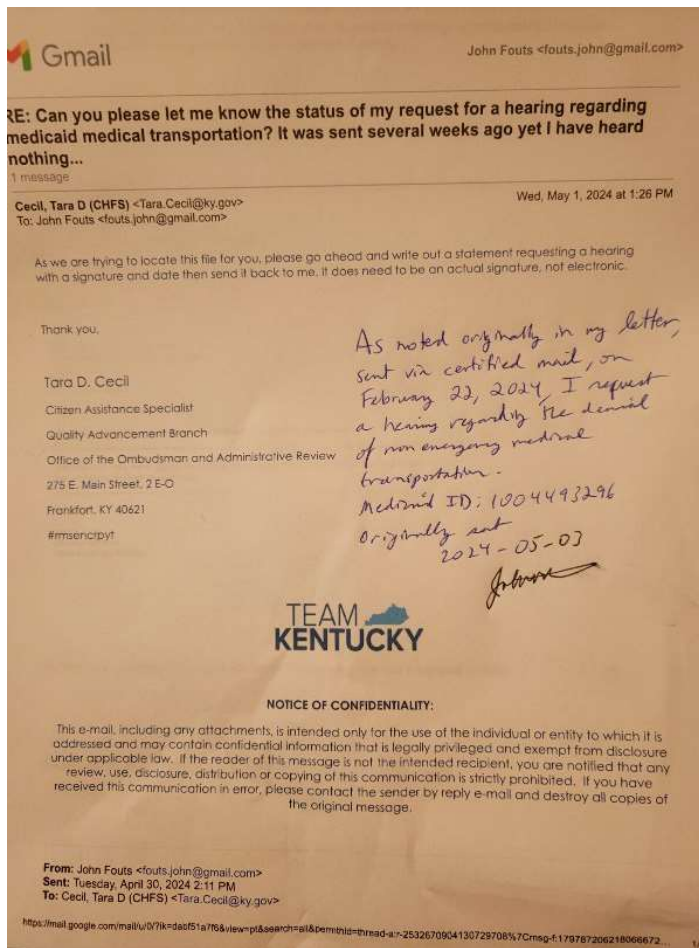 Gmail
John Fouts <fouts.john@gmail.com>
RE: Can you please let me know the status of my request for a hearing regarding
medicaid medical transportation? It was sent several weeks ago yet I have heard
nothing...
1 message
Cecil, Tara D (CHFS) <Tara.Cecil@ky.gov>
Wed, May 1, 2024 at 1:26 PM
To: John Fouts <fouts.john@gmail.com>
As we are trying to locate this file for you, please go ahead and write out a statement requesting a hearing
with a signature and date then send it back to me. It does need to be an actual signature, not electronic.
Thank you,
Tara D. Cecil
Citizen Assistance Specialist
Quality Advancement Branch
Office of the Ombudsman and Administrative Review
275 E. Main Street, 2 E-O
Frankfort, KY 40621
#rmsencrpyt
As noted originally in my letter,
sent via certified mail, on
February 22, 2024, I request
a hearing regarding the denial
of non emergency medical
transportation.
Medicaid ID: 1004493296
Originally sent
2024-05-03
TEAM
KENTUCKY
NOTICE OF CONFIDENTIALITY:
This e-mail, including any attachments, is intended only for the use of the individual or entity to which it is
addressed and may contain confidential information that is legally privileged and exempt from disclosure
under applicable law. If the reader of this message is not the intended recipient, you are notified that any
review, use, disclosure, distribution or copying of this communication is strictly prohibited. If you have
received this communication in error, please contact the sender by reply e-mail and destroy all copies of
the original message.
From: John Fouts <fouts.john@gmail.com>
Sent: Tuesday, April 30, 2024 2:11 PM
To: Cecil, Tara D (CHFS) <Tara.Cecil@ky.gov>